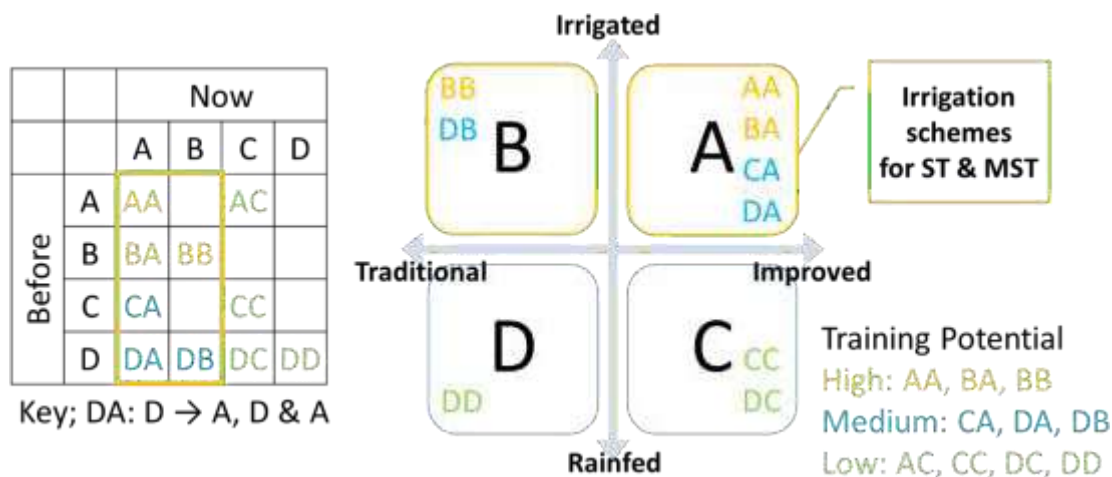 Now
A B C D
Before
A AA AC
B BA BB
C CA CC
D DA DB DC DD
Key; DA: D → A, D & A
Irrigated
Traditional
Improved
Rainfed
BB
DB
B
A
AA
BA
CA
DA
D
DD
C
CC
DC
Irrigation
schemes
for ST & MST
Training Potential
High: AA, BA, BB
Medium: CA, DA, DB
Low: AC, CC, DC, DD